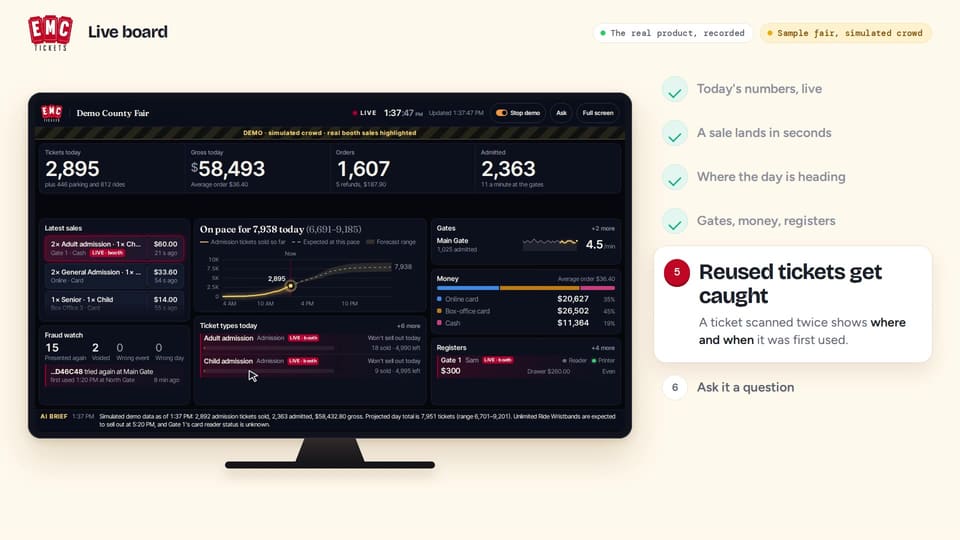 EMC
TICKETS
Live board
The real product, recorded
Sample fair, simulated crowd
EMC
TICKETS
Demo County Fair
LIVE
1:37:47 PM
Updated 1:37:47 PM
Stop demo
Ask
Full screen
DEMO · simulated crowd · real booth sales highlighted
Tickets today
2,895
plus 446 parking and 812 rides
Gross today
$58,493
Average order $36.40
Orders
1,607
5 refunds, $187.90
Admitted
2,363
11 a minute at the gates
Latest sales
2× Adult admission · 1× Ch... $60.00
Gate 1 · Cash LIVE · booth 21 s ago
2× General Admission · 1× ... $33.60
Online · Card 54 s ago
1× Senior · 1× Child $14.00
Box Office 3 · Card 55 s ago
Fraud watch
15 2 0 0
Presented again Voided Wrong event Wrong day
...D46C48 tried again at Main Gate
first used 1:20 PM at North Gate 8 min ago
On pace for 7,938 today (6,691–9,185)
Admission tickets sold so far Expected at this pace Forecast range
Now
10K
7.5K
5K
2.5K
0
2,895
7,938
4 AM 10 AM 4 PM 10 PM
Ticket types today +6 more
Adult admission Admission LIVE · booth Won't sell out today
18 sold · 4,990 left
Child admission Admission LIVE · booth Won't sell out today
9 sold · 4,995 left
Gates +2 more
Main Gate
1,025 admitted
4.5/min
Money Average order $36.40
Online card $20,627 35%
Box-office card $26,502 45%
Cash $11,364 19%
Registers +4 more
Gate 1 Sam LIVE · booth Reader Printer
$300 Drawer $260.00 Even
AI BRIEF 1:37 PM Simulated demo data as of 1:37 PM: 2,892 admission tickets sold, 2,363 admitted, $58,432.80 gross. Projected day total is 7,951 tickets (range 6,701–9,201). Unlimited Ride Wristbands are expected
to sell out at 5:20 PM, and Gate 1's card reader status is unknown.
Today's numbers, live
A sale lands in seconds
Where the day is heading
Gates, money, registers
5
Reused tickets get
caught
A ticket scanned twice shows where
and when it was first used.
6
Ask it a question